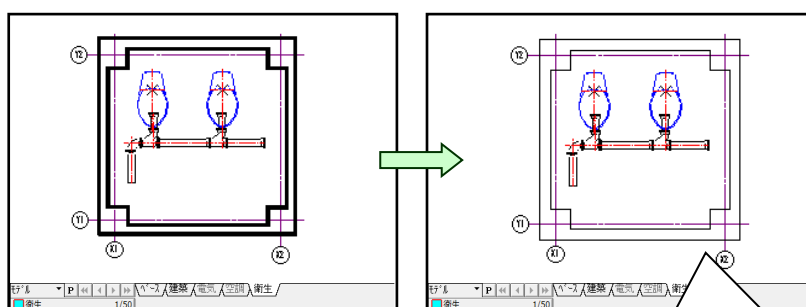 Y2
Y1
X1
X2
モデル P ベース 建築 電気 空調 衛生
衛生 1/50
Y2
Y1
X1
X2
モデル P ベース 建築 電気 空調 衛生
衛生 1/50